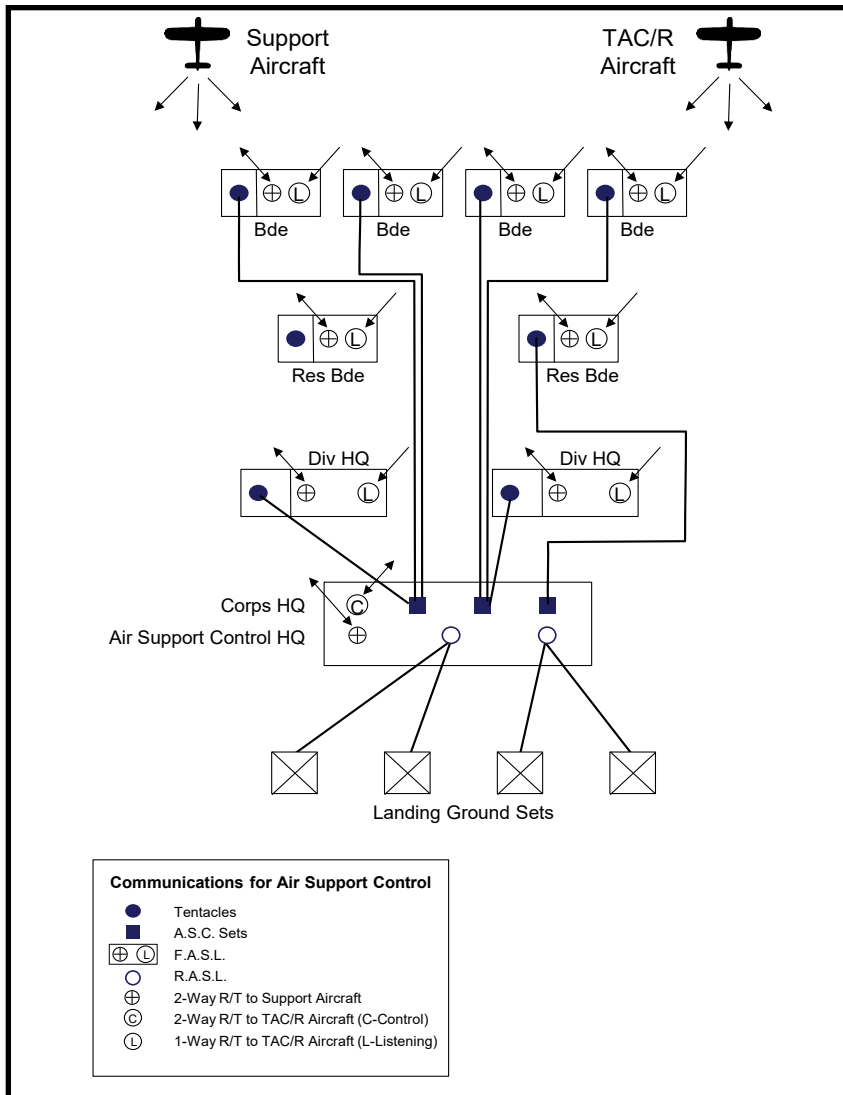 Support
Aircraft
TAC/R
Aircraft
L
L
L
L
Bde
Bde
Bde
Bde
L
L
Res Bde
Res Bde
Div HQ
Div HQ
L
L
Corps HQ
C
Air Support Control HQ
Landing Ground Sets
Communications for Air Support Control
Tentacles
A.S.C. Sets
L F.A.S.L.
R.A.S.L.
2-Way R/T to Support Aircraft
C 2-Way R/T to TAC/R Aircraft (C-Control)
L 1-Way R/T to TAC/R Aircraft (L-Listening)